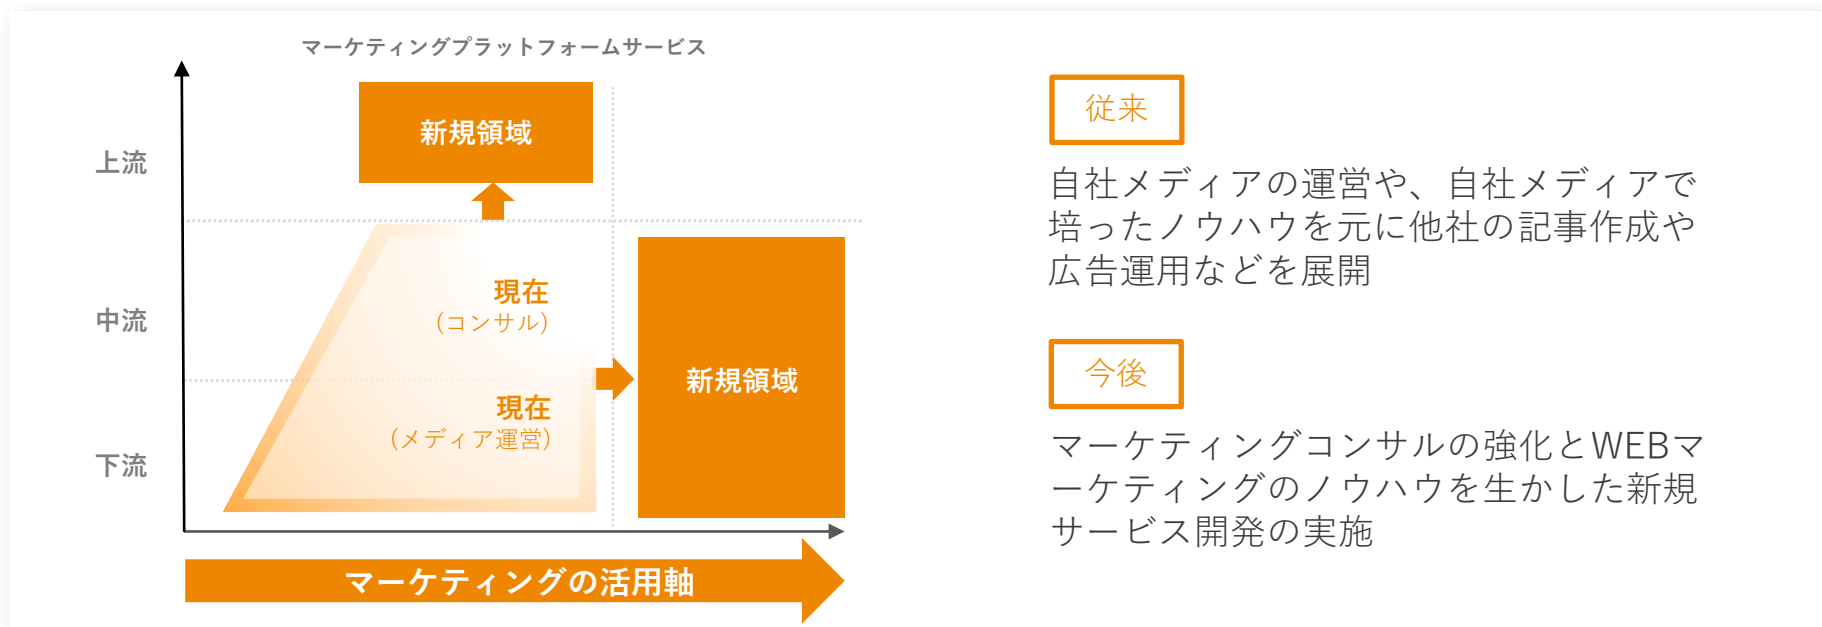 マーケティングプラットフォームサービス
上流
新規領域
中流
現在
(コンサル)
新規領域
現在
(メディア運営)
下流
マーケティングの活用軸
従来
自社メディアの運営や、自社メディアで
培ったノウハウを元に他社の記事作成や
広告運用などを展開
今後
マーケティングコンサルの強化とWEBマ
ーケティングのノウハウを生かした新規
サービス開発の実施